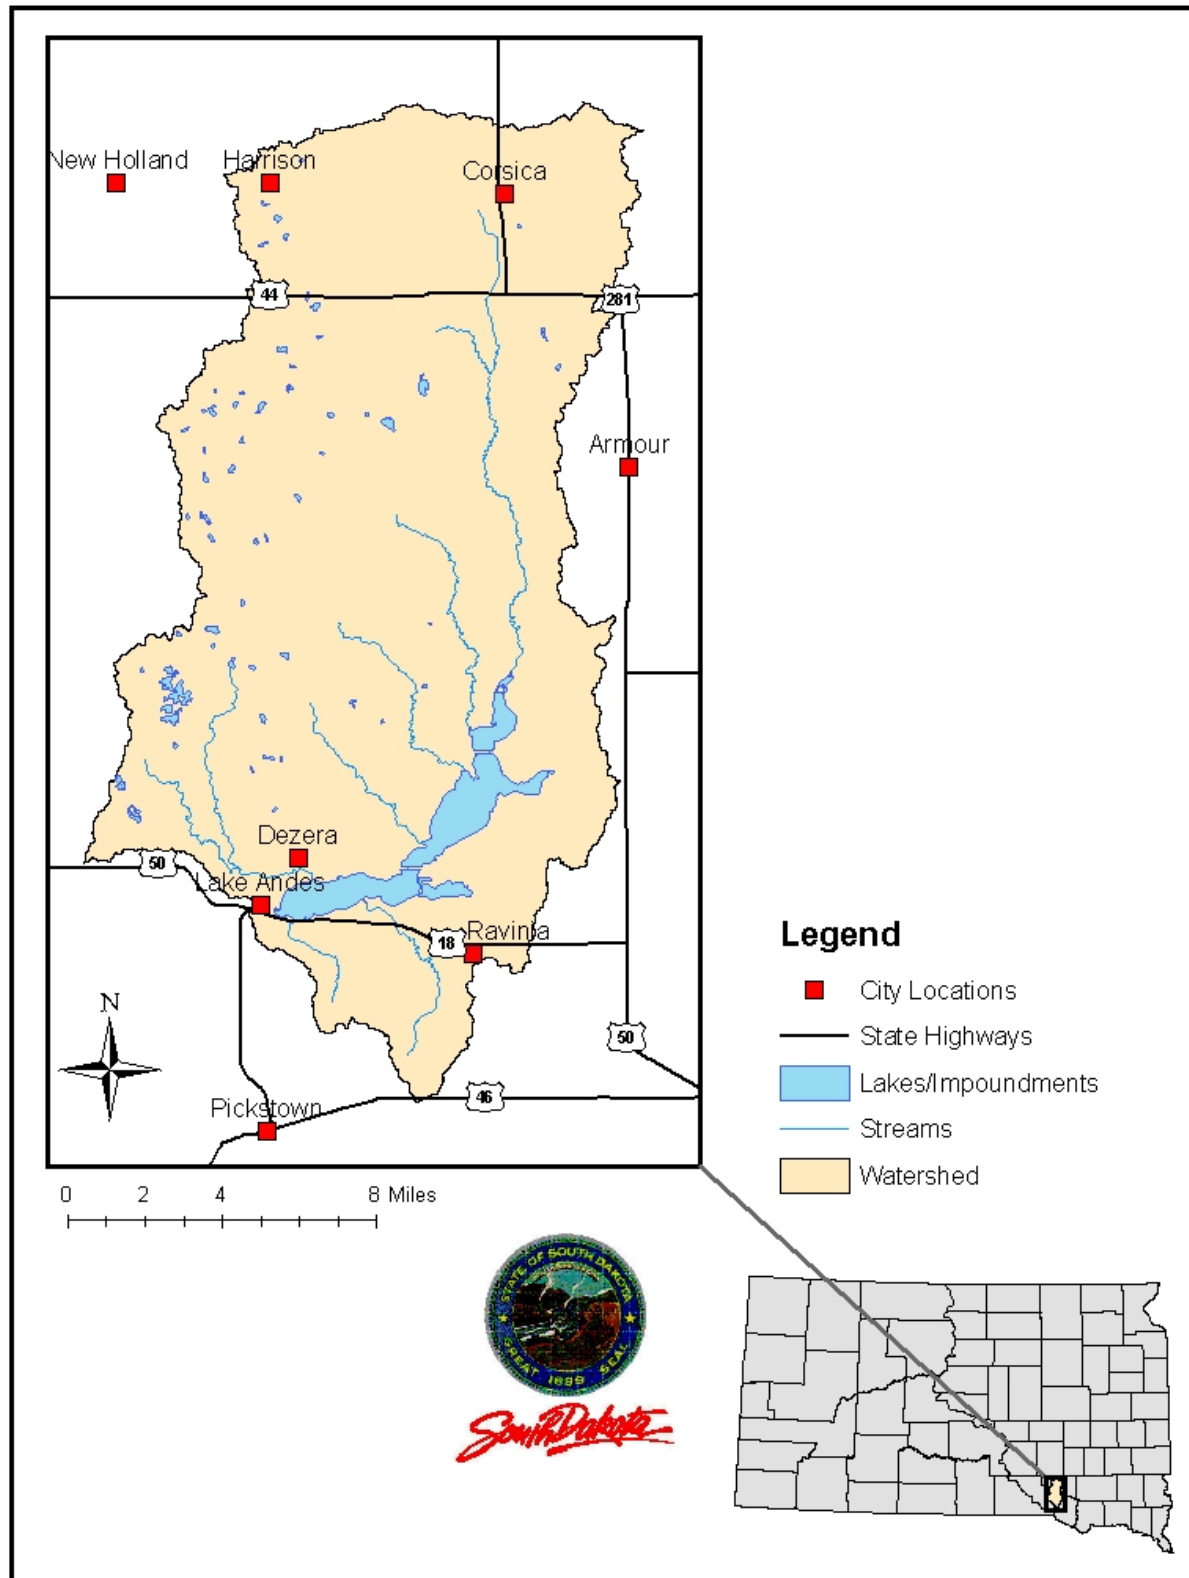 New Holland
Harrison
Corsica
44
281
Armour
Dezera
50
Lake Andes
18
Ravinia
N
50
46
Pickstown
0 2 4 8 Miles
Legend
City Locations
State Highways
Lakes/Impoundments
Streams
Watershed
STATE OF SOUTH DAKOTA
GREAT 1889 SEAL
South Dakota